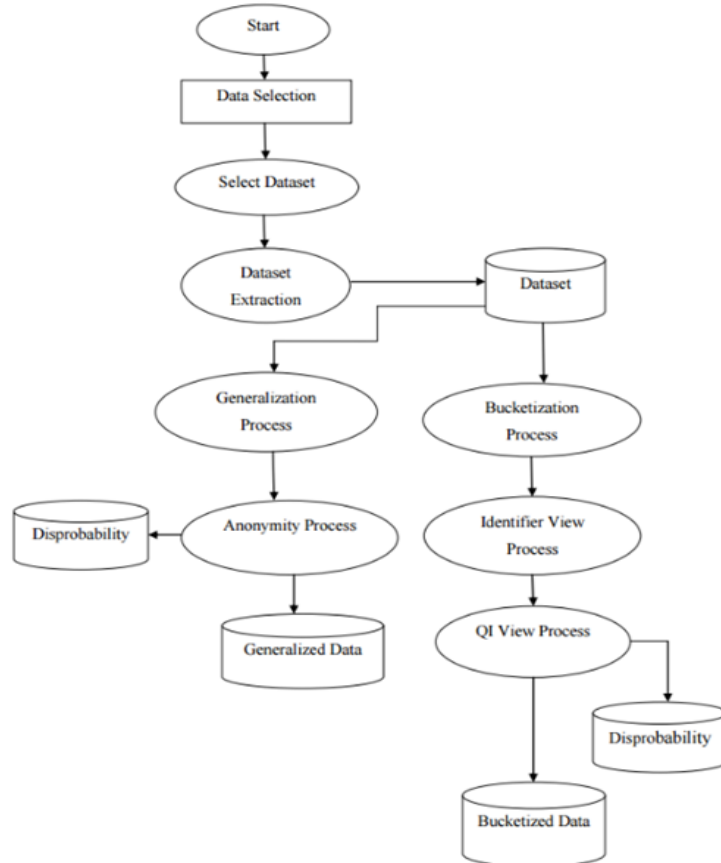 Start
Data Selection
Select Dataset
Dataset
Extraction
Dataset
Generalization
Process
Bucketization
Process
Disprobability
Anonymity Process
Identifier View
Process
Generalized Data
QI View Process
Disprobability
Bucketized Data